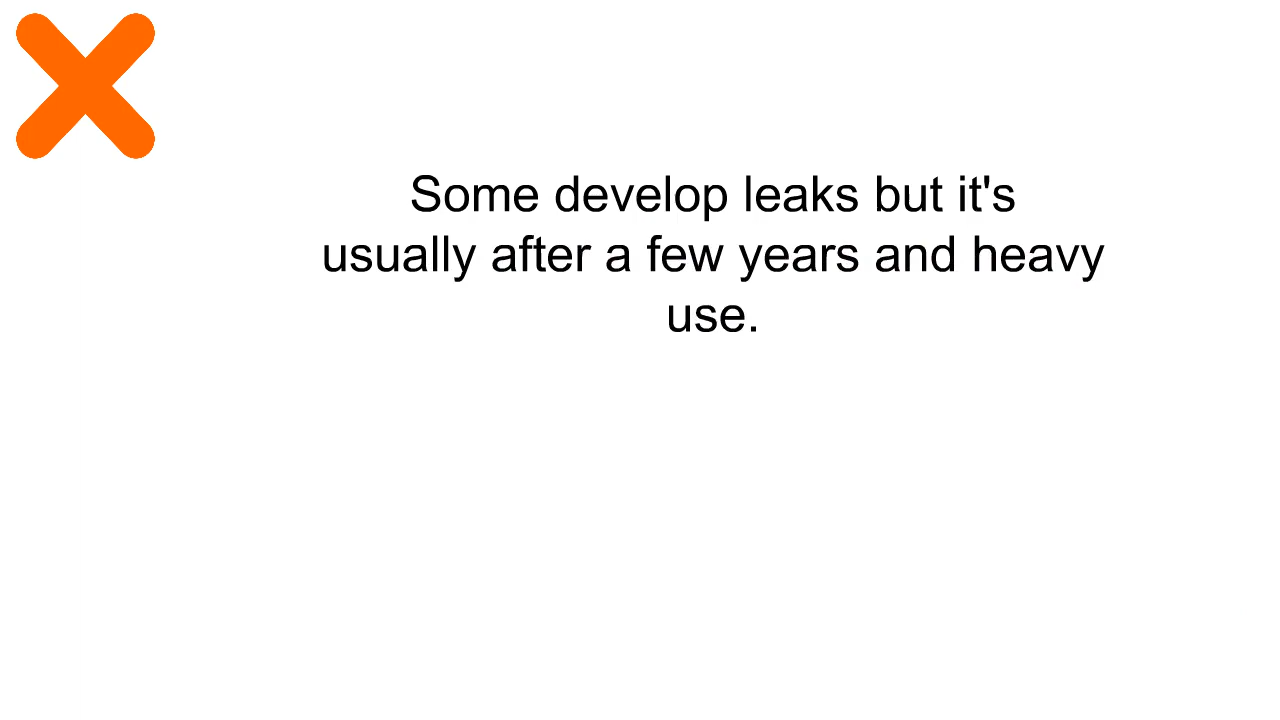 Some develop leaks but it's
usually after a few years and heavy
use.